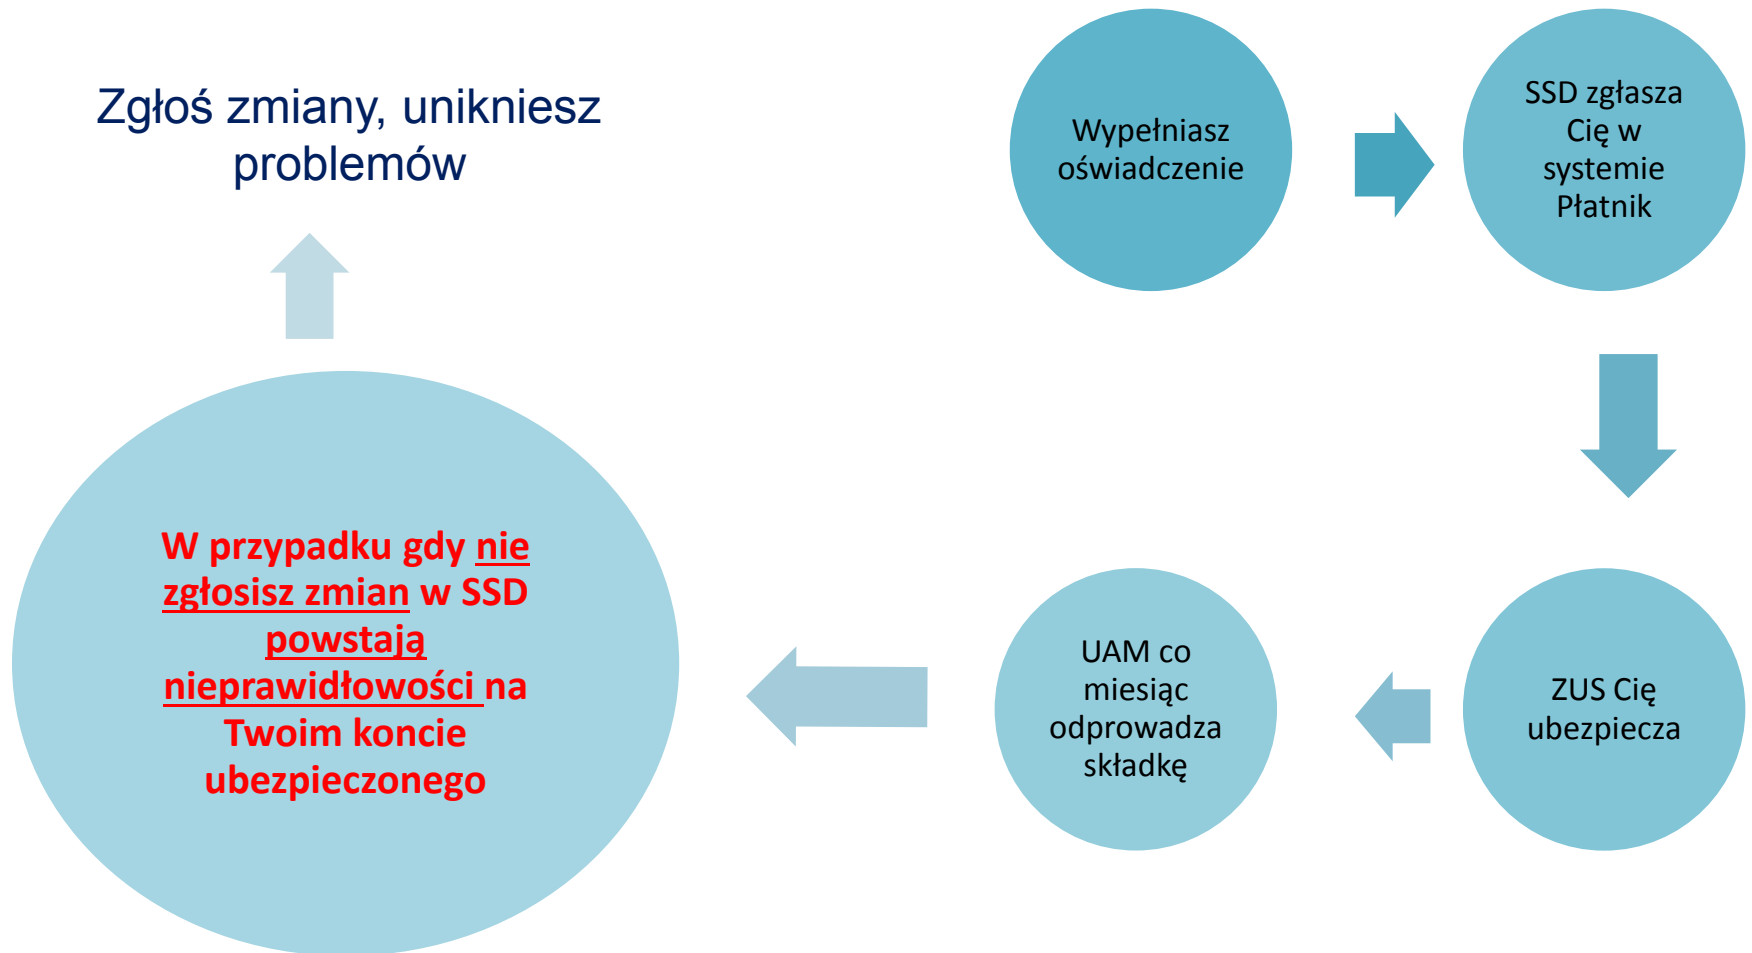 Wypełniasz
oświadczenie
SSD zgłasza
Cię w
systemie
Płatnik
ZUS Cię
ubezpiecza
UAM co
miesiąc
odprowadza
składkę
W przypadku gdy nie
zgłosisz zmian w SSD
powstają
nieprawidłowości na
Twoim koncie
ubezpieczonego
Zgłoś zmiany, unikniesz
problemów